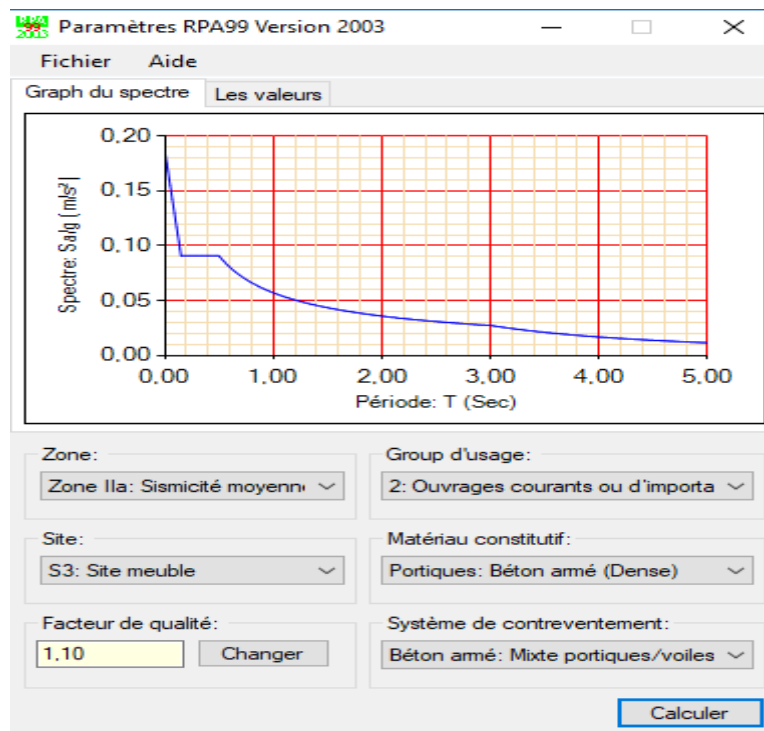 RPA
99
2003
Paramètres RPA99 Version 2003
Fichier Aide
Graph du spectre Les valeurs
0,20
0,15
0,10
0,05
0,00
Spectre: Sa/g (m/s²)
0,00 1,00 2,00 3,00 4,00 5,00
Période: T (Sec)
Zone:
Zone IIa: Sismicité moyenn
Group d'usage:
2: Ouvrages courants ou d'importa
Site:
S3: Site meuble
Matériau constitutif:
Portiques: Béton armé (Dense)
Facteur de qualité:
1,10 Changer
Système de contreventement:
Béton armé: Mixte portiques/voiles
Calculer